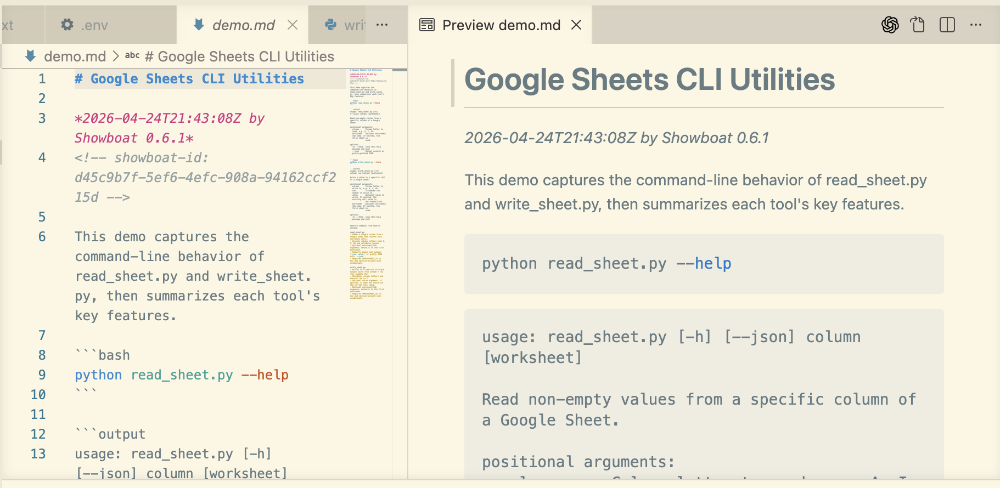 xt
.env
demo.md
wri
Preview demo.md
demo.md > abc # Google Sheets CLI Utilities
1 # Google Sheets CLI Utilities
2
3 *2026-04-24T21:43:08Z by
Showboat 0.6.1*
4 <!-- showboat-id:
d45c9b7f-5ef6-4efc-908a-94162ccf2
15d -->
5
6 This demo captures the
command-line behavior of
read_sheet.py and write_sheet.
py, then summarizes each tool's
key features.
7
8 ```bash
9 python read_sheet.py --help
10 ```
11
12 ```output
13 usage: read_sheet.py [-h]
[--json] column [worksheet]
Google Sheets CLI Utilities
2026-04-24T21:43:08Z by Showboat 0.6.1
This demo captures the command-line behavior of read_sheet.py
and write_sheet.py, then summarizes each tool's key features.
python read_sheet.py --help
usage: read_sheet.py [-h] [--json] column
[worksheet]
Read non-empty values from a specific column of
a Google Sheet.
positional arguments: